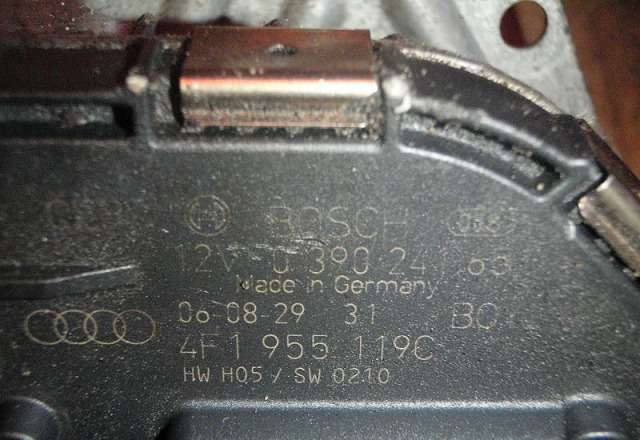 BOSCH
12V 0 390 24
Made in Germany
06 08 29 31
4F1 955 119C
HW H05 / SW 0210